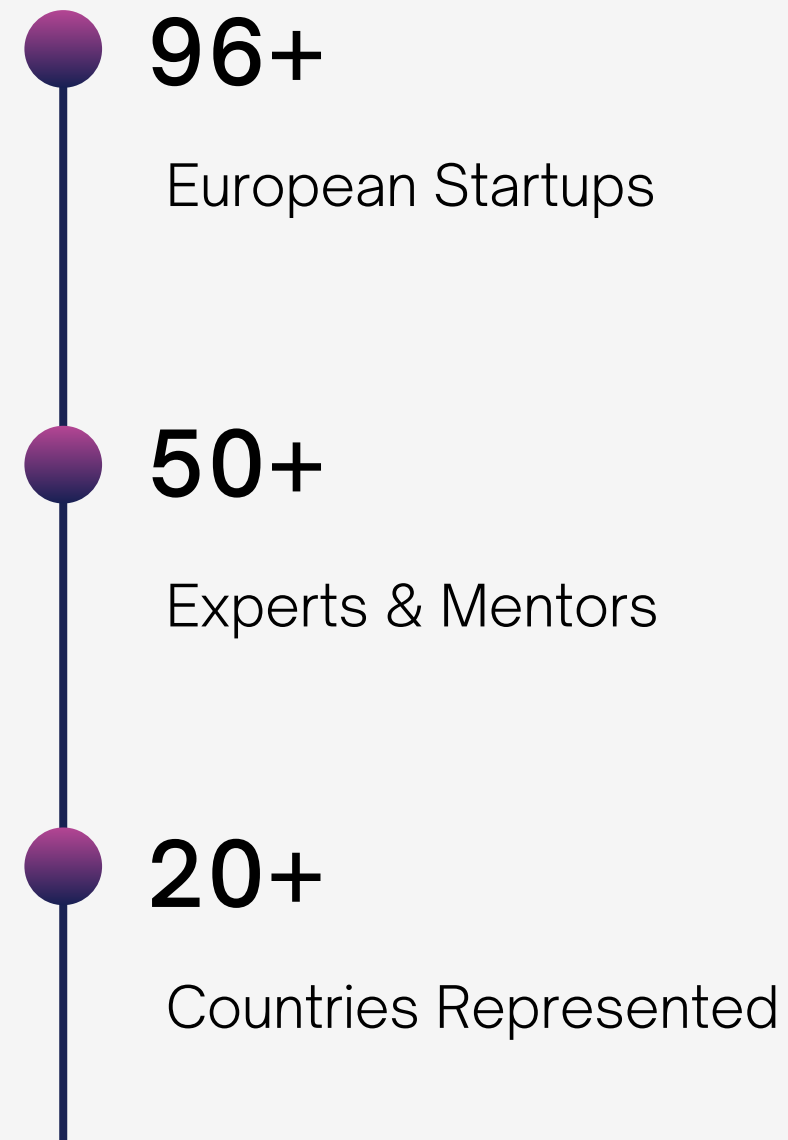 96+
European Startups
50+
Experts & Mentors
20+
Countries Represented